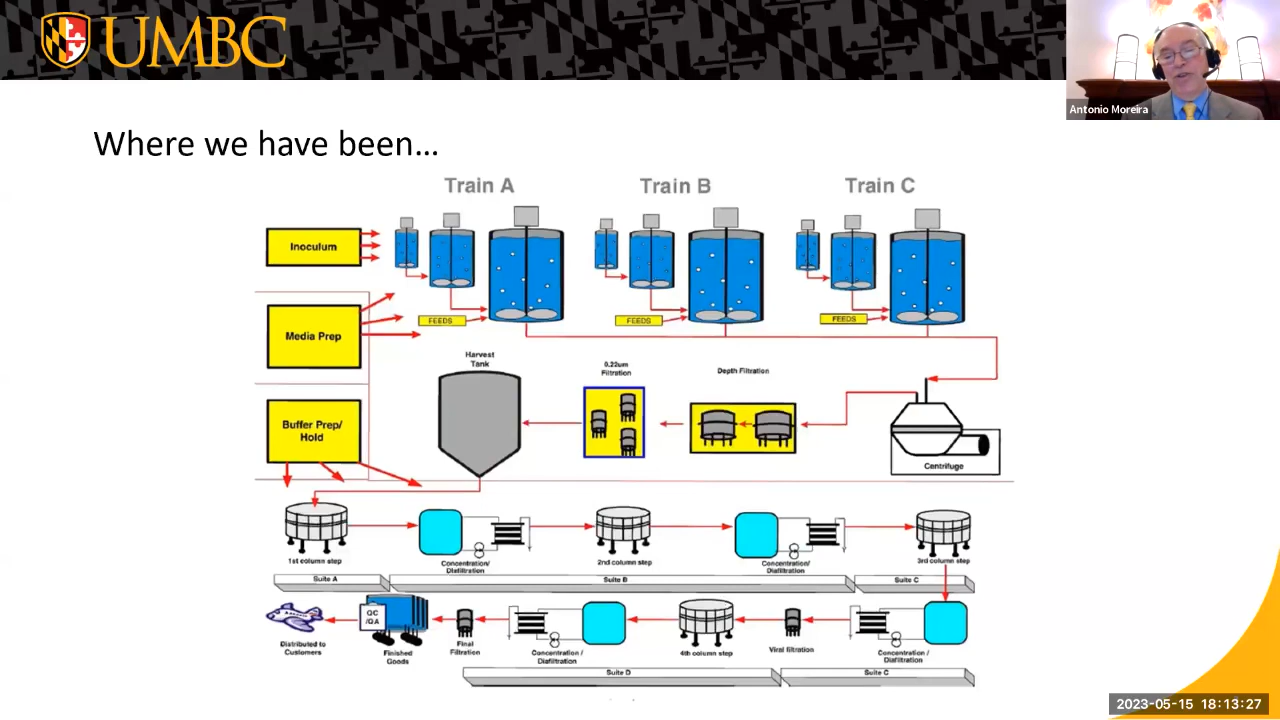 UMBC
Antonio Moreira
Where we have been...
Train A
Train B
Train C
Inoculum
FEEDS
FEEDS
FEEDS
Media Prep
Harvest
Tank
0.22um
Filtration
Depth Filtration
Buffer Prep/
Hold
Centrifuge
1st column step
Concentration/
Diafiltration
2nd column step
Concentration/
Diafiltration
3rd column step
Suite A
Suite B
Suite C
QC
/QA
Distributed to
Customers
Finished
Goods
Final
Filtration
Concentration /
Diafiltration
4th column step
Viral filtration
Concentration /
Diafiltration
Suite D
Suite C
2023-05-15 18:13:27